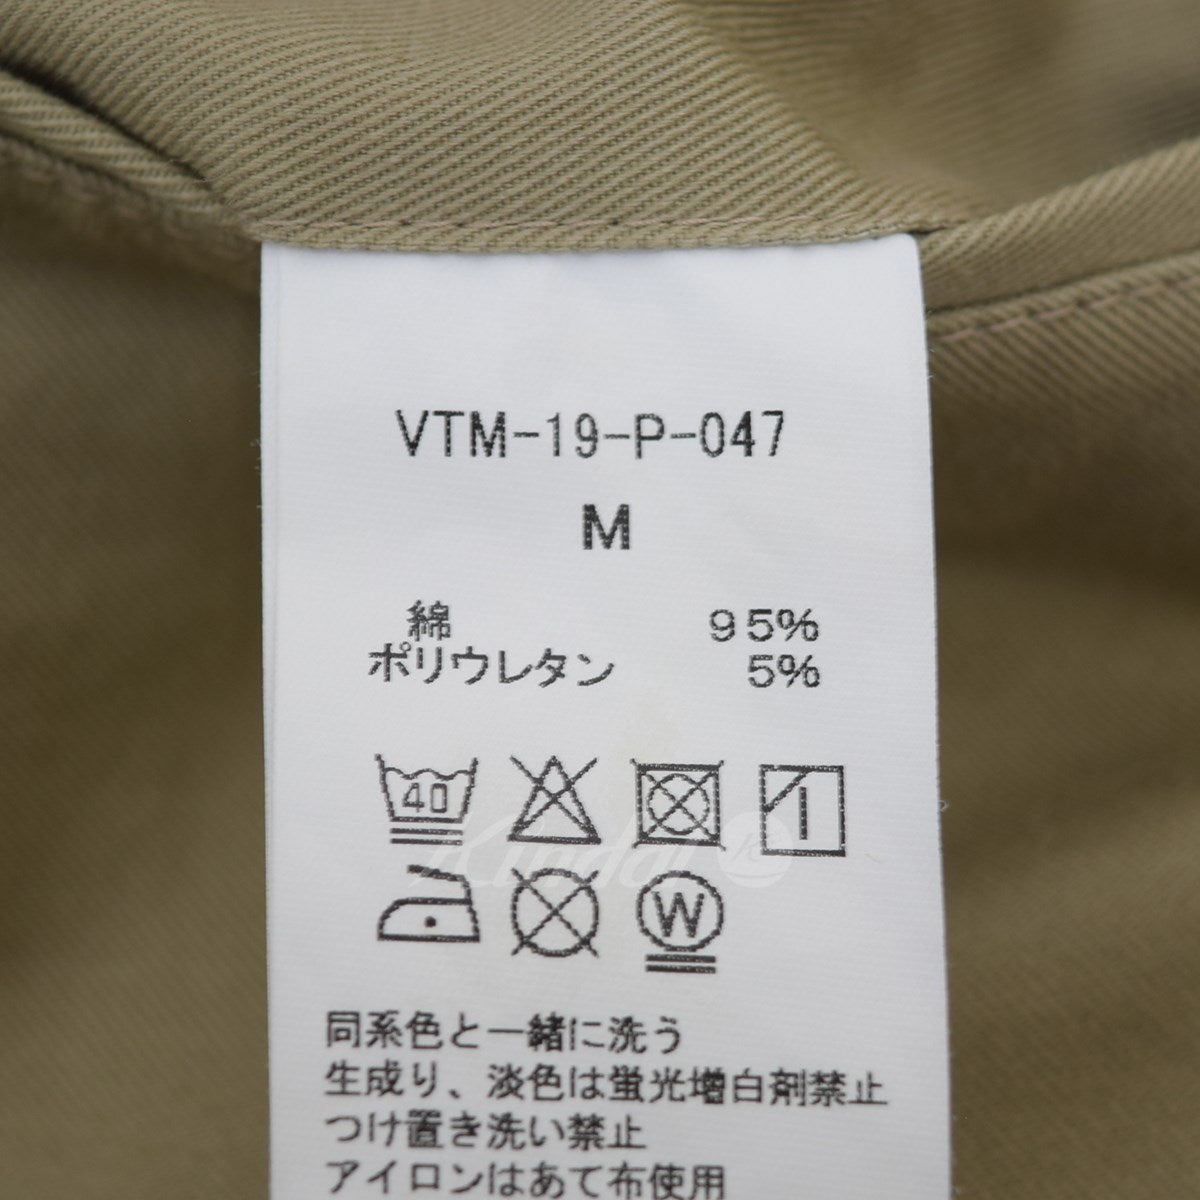 VTM-19-P-047
M
綿 95%
ポリウレタン 5%
40
W
Kindal
同系色と一緒に洗う
生成り、淡色は蛍光増白剤禁止
つけ置き洗い禁止
アイロンはあて布使用